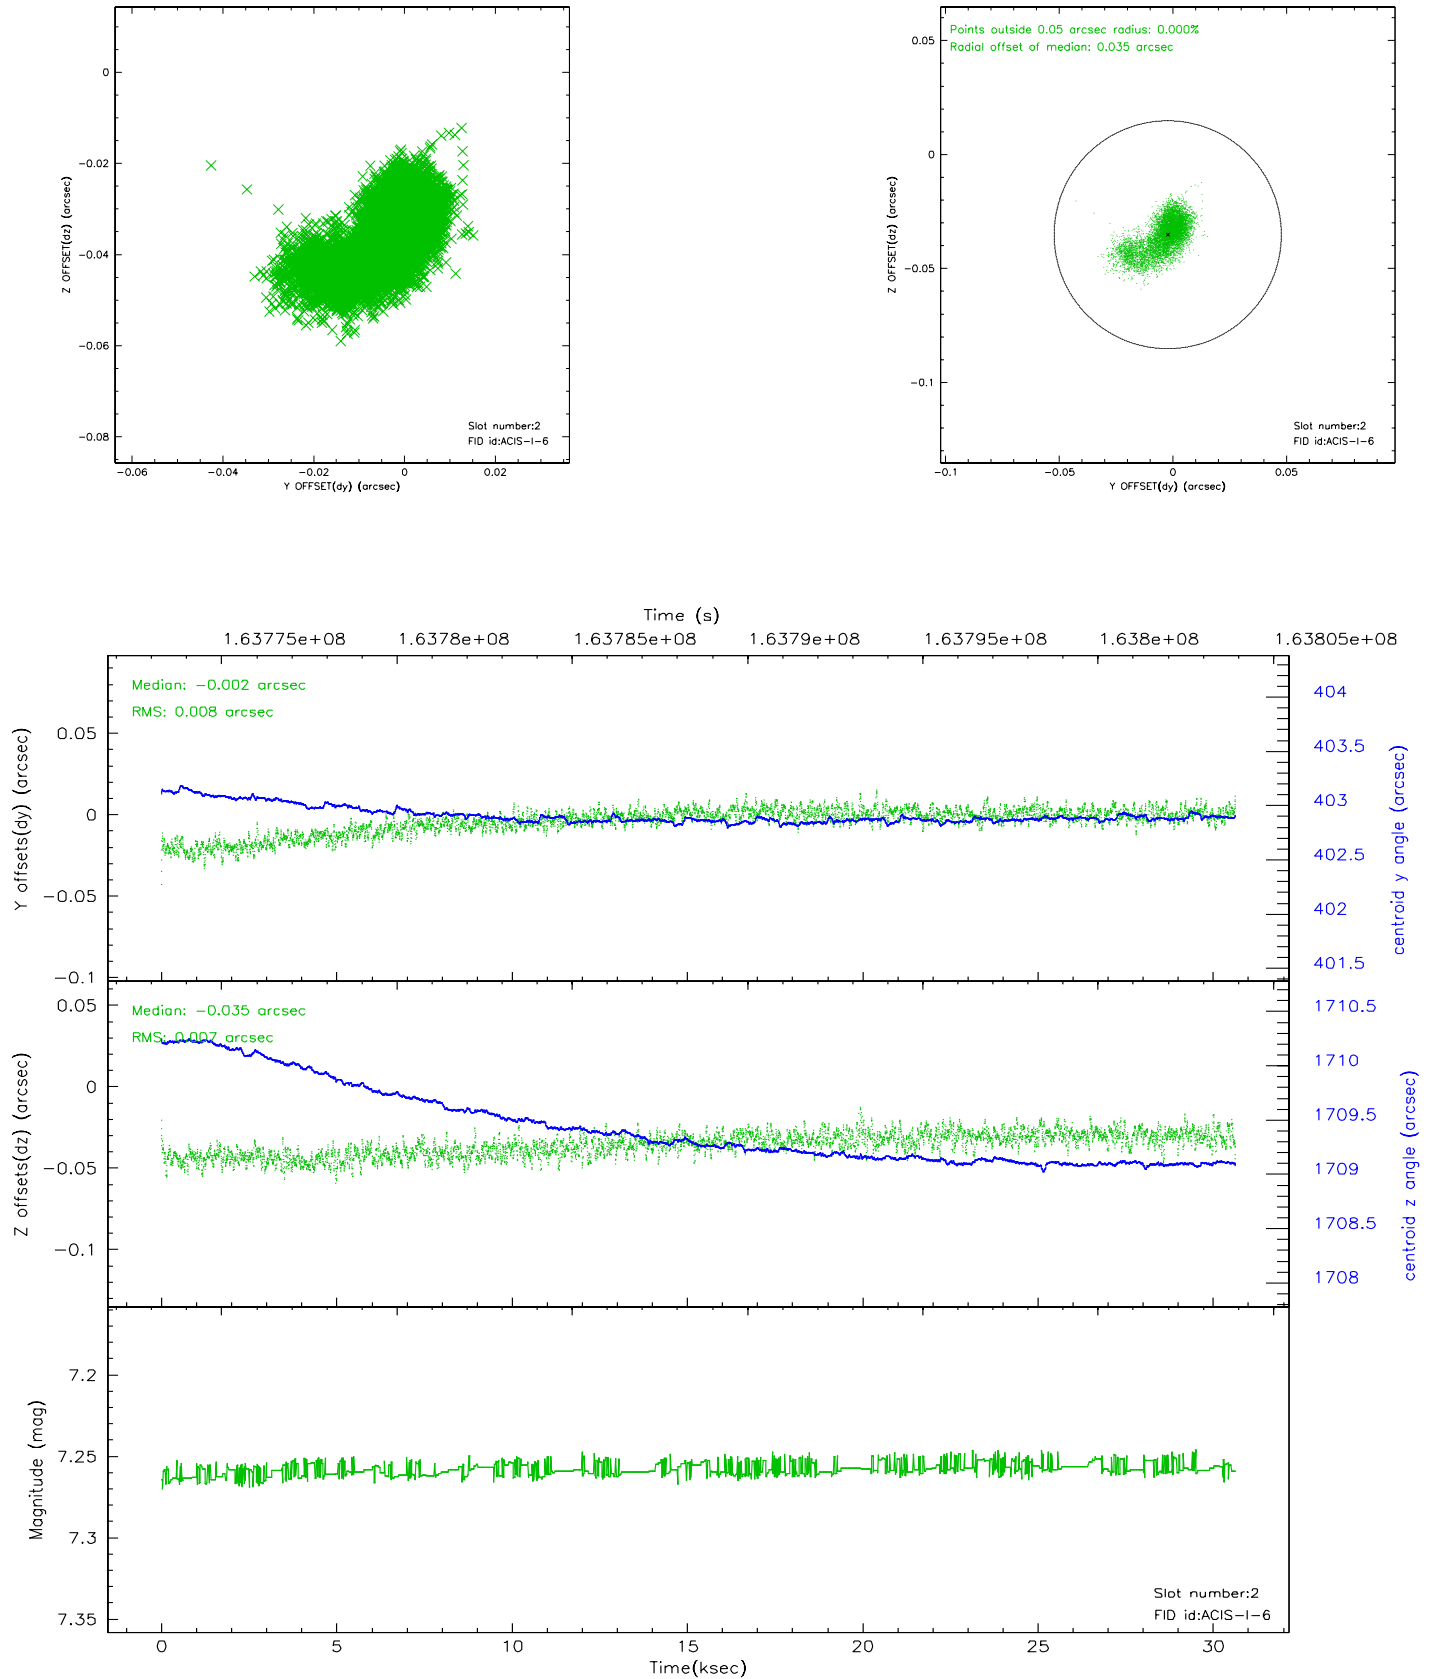 0
−0.02
−0.04
−0.06
−0.08
Z OFFSET(dz) (arcsec)
−0.06
−0.04
−0.02
0
0.02
Y OFFSET(dy) (arcsec)
Slot number:2
FID id:ACIS−I−6
Points outside 0.05 arcsec radius: 0.000%
Radial offset of median: 0.035 arcsec
0.05
0
−0.05
−0.1
Z OFFSET(dz) (arcsec)
−0.1
−0.05
0
0.05
Y OFFSET(dy) (arcsec)
Slot number:2
FID id:ACIS−I−6
Time (s)
1.63775e+08
1.6378e+08
1.63785e+08
1.6379e+08
1.63795e+08
1.638e+08
1.63805e+08
Median: −0.002 arcsec
RMS: 0.008 arcsec
0.05
0
−0.05
−0.1
Y offsets(dy) (arcsec)
404
403.5
403
402.5
402
401.5
centroid y angle (arcsec)
Median: −0.035 arcsec
RMS: 0.007 arcsec
0.05
0
−0.05
−0.1
Z offsets(dz) (arcsec)
1710.5
1710
1709.5
1709
1708.5
1708
centroid z angle (arcsec)
7.2
7.25
7.3
7.35
Magnitude (mag)
Slot number:2
FID id:ACIS−I−6
0
5
10
15
20
25
30
Time(ksec)